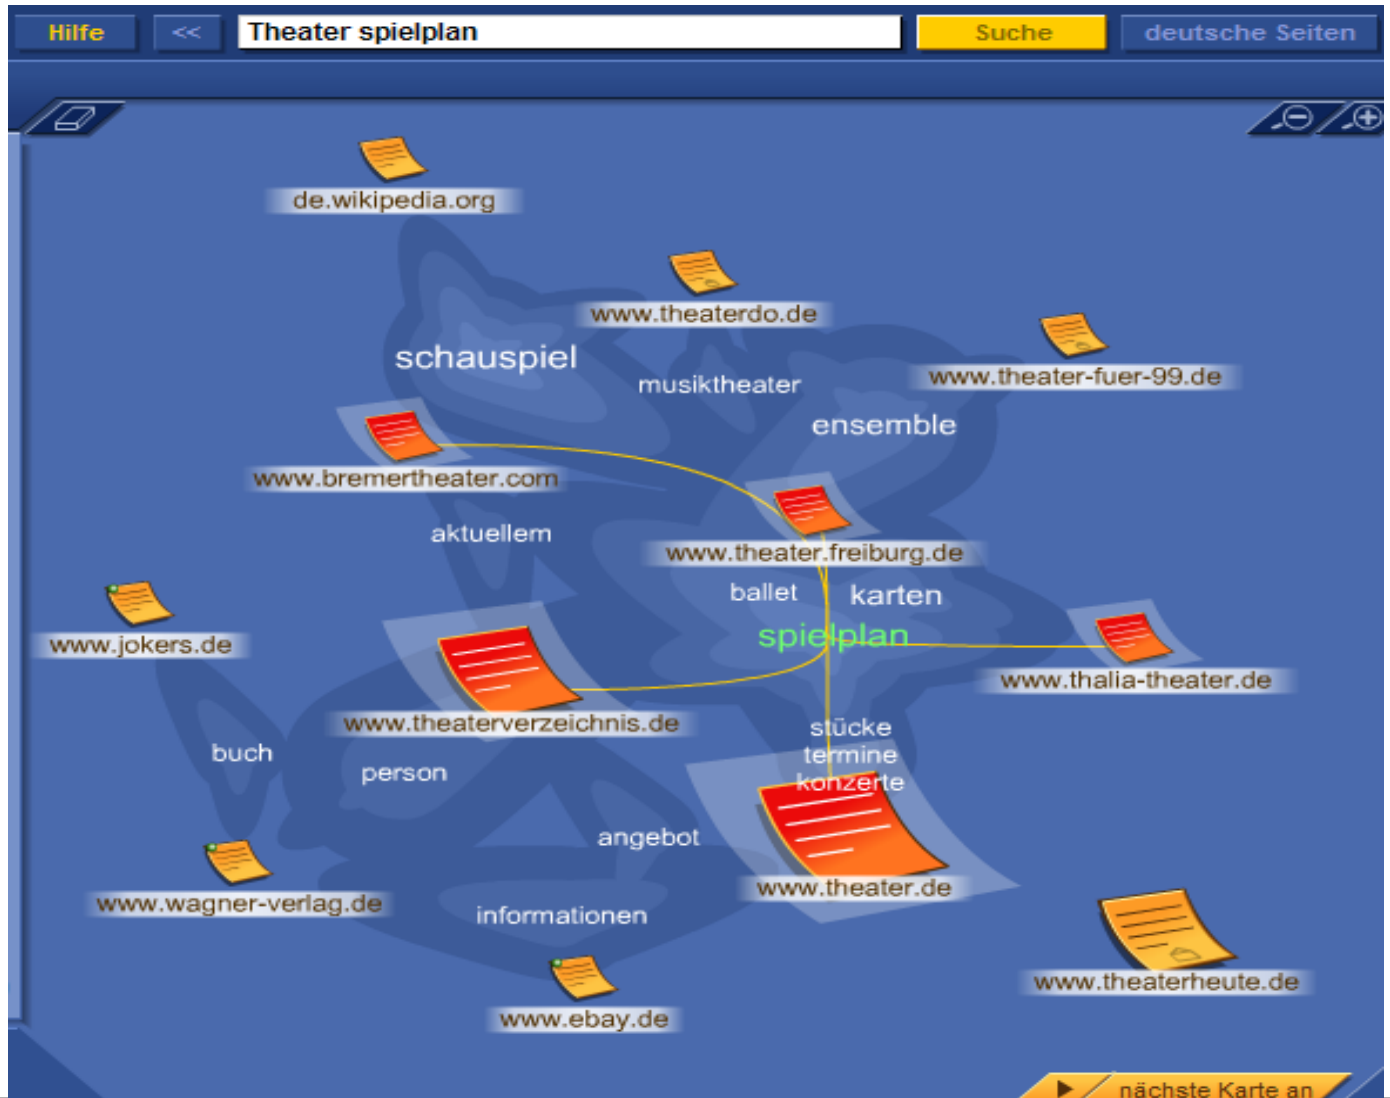 Hilfe << Theater spielplan Suche deutsche Seiten
de.wikipedia.org
www.theaterdo.de
schauspiel
musiktheater
www.theater-fuer-99.de
ensemble
www.bremertheater.com
aktuellem
www.theater.freiburg.de
ballet karten
www.jokers.de
spielplan
www.thalia-theater.de
www.theaterverzeichnis.de
stücke
buch
termine
person
konzerte
angebot
www.theater.de
www.wagner-verlag.de
informationen
www.theaterheute.de
www.ebay.de
nächste Karte an